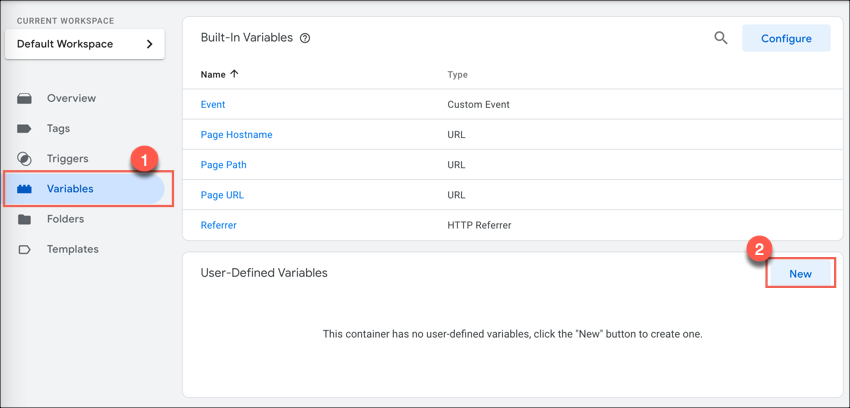 CURRENT WORKSPACE
Default Workspace
Overview
Tags
Triggers
1
Variables
Folders
Templates
Built-In Variables
Configure
Name Type
Event Custom Event
Page Hostname URL
Page Path URL
Page URL URL
Referrer HTTP Referrer
2
User-Defined Variables New
This container has no user-defined variables, click the "New" button to create one.